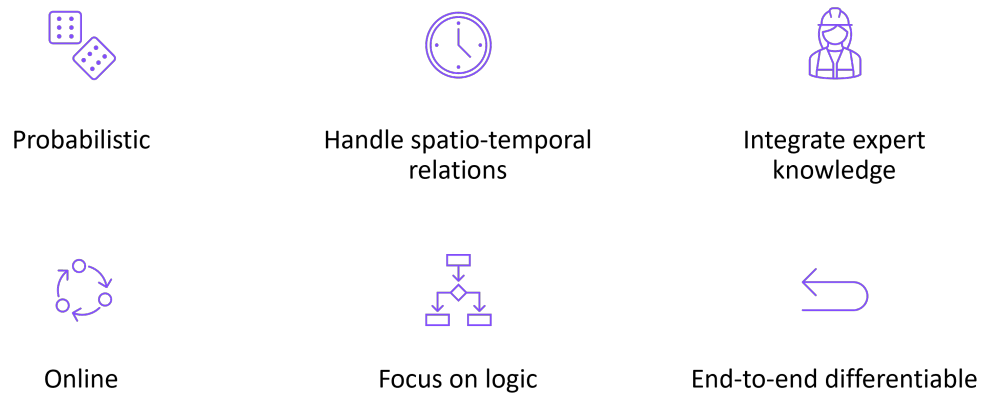 Probabilistic
Handle spatio-temporal
relations
Integrate expert
knowledge
Online
Focus on logic
End-to-end differentiable